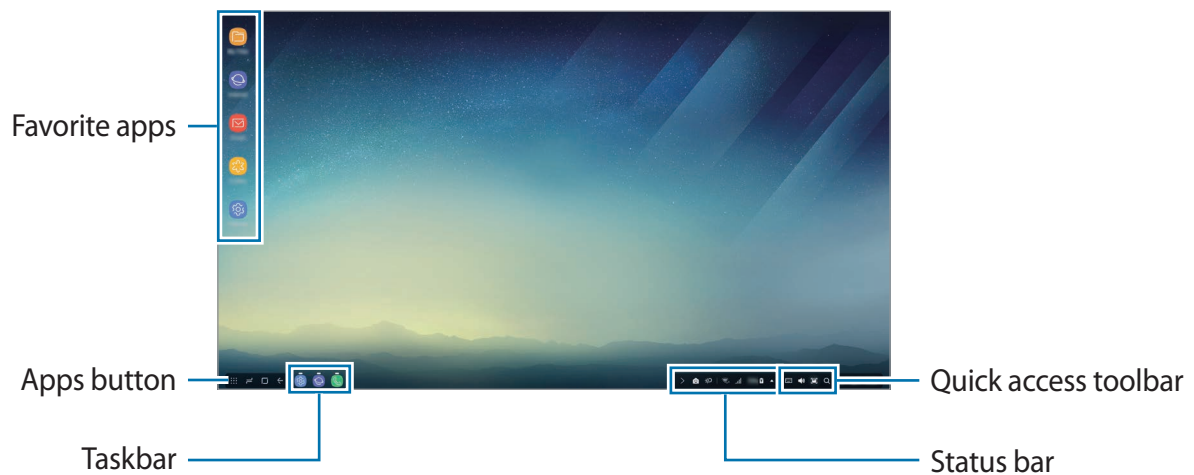 Favorite apps
Apps button
Quick access toolbar
Taskbar
Status bar